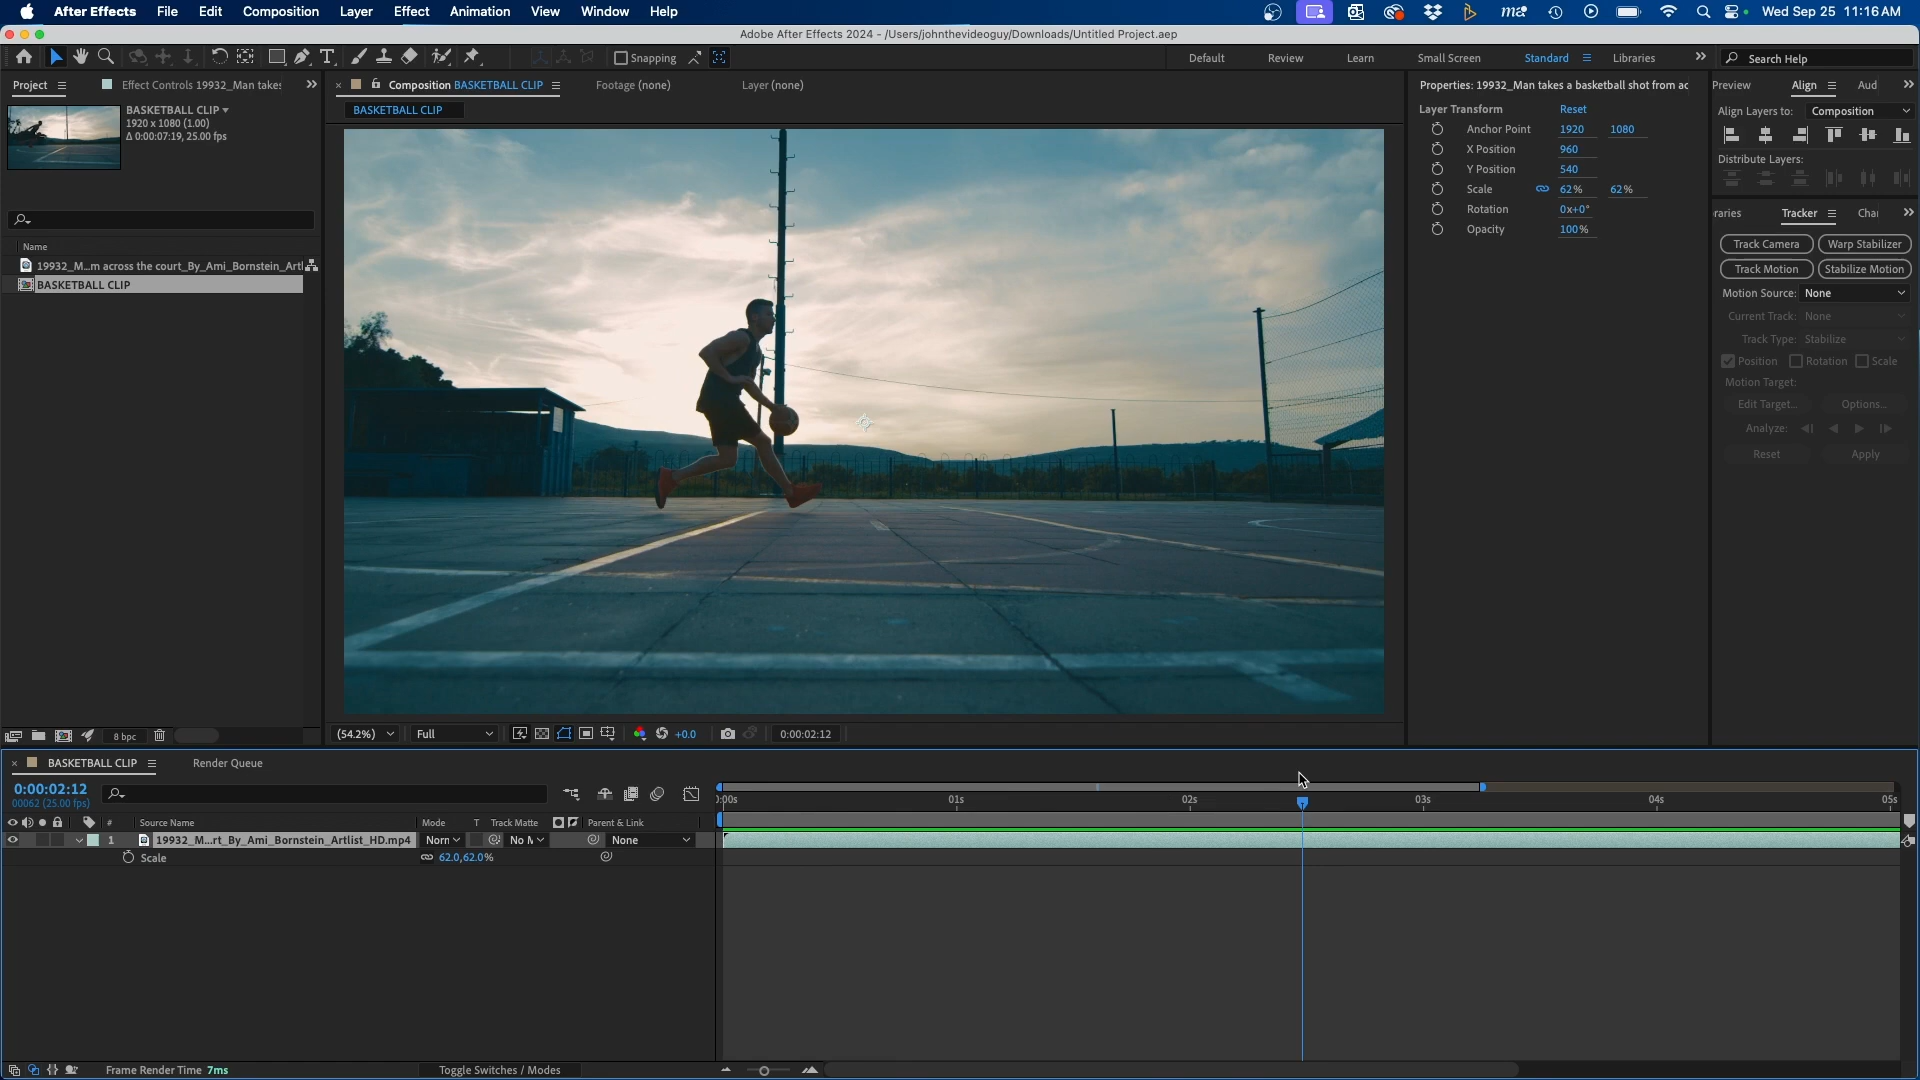 After Effects File Edit Composition Layer Effect Animation View Window Help Wed Sep 25 11:16 AM
Adobe After Effects 2024 - /Users/johnthevideoguy/Downloads/Untitled Project.aep
Snapping Default Review Learn Small Screen Standard Libraries Search Help
Project Effect Controls 19932_Man takes Composition BASKETBALL CLIP Footage (none) Layer (none) Properties: 19932_Man takes a basketball shot from ac Preview Align Aud
BASKETBALL CLIP
1920 x 1080 (1.00)
Δ 0:00:07:19, 25.00 fps
BASKETBALL CLIP
Layer Transform Reset
Anchor Point 1920 1080
X Position 960
Y Position 540
Scale 62% 62%
Rotation 0x+0°
Opacity 100%
Align Layers to: Composition
Distribute Layers:
raries Tracker Cha
Track Camera Warp Stabilizer
Track Motion Stabilize Motion
Motion Source: None
Current Track: None
Track Type: Stabilize
Position Rotation Scale
Motion Target:
Edit Target... Options...
Analyze:
Reset Apply
Name
19932_M...m across the court_By_Ami_Bornstein_Artl
BASKETBALL CLIP
8 bpc
(54.2%) Full +0.0 0:00:02:12
BASKETBALL CLIP Render Queue
0:00:02:12
00062 (25.00 fps)
):00s 01s 02s 03s 04s 05s
# Source Name Mode T Track Matte Parent & Link
1 19932_M...rt_By_Ami_Bornstein_Artlist_HD.mp4 Norn No M None
Scale 62.0,62.0%
Frame Render Time 7ms Toggle Switches / Modes